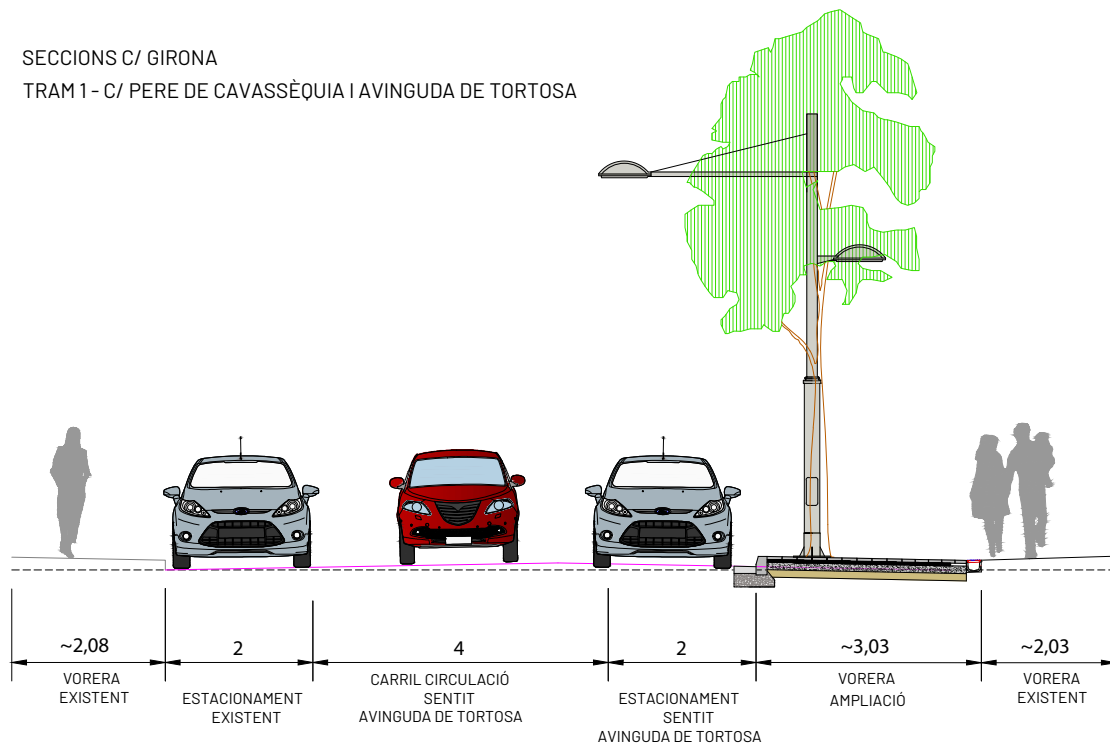 SECCIONS C/ GIRONA
TRAM 1 - C/ PERE DE CAVASSÈQUIA I AVINGUDA DE TORTOSA
~2,08
2
4
2
~3,03
~2,03
VORERA
EXISTENT
ESTACIONAMENT
EXISTENT
CARRIL CIRCULACIÓ
SENTIT
AVINGUDA DE TORTOSA
ESTACIONAMENT
SENTIT
AVINGUDA DE TORTOSA
VORERA
AMPLIACIÓ
VORERA
EXISTENT